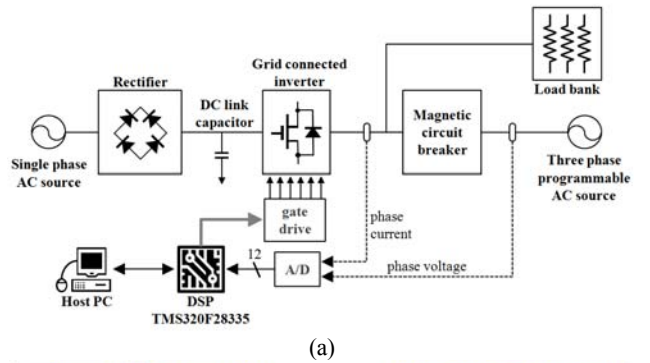 Rectifier
DC link
capacitor
Grid connected
inverter
Load bank
Magnetic
circuit
breaker
Single phase
AC source
Three phase
programmable
AC source
gate
drive
phase
current
12
A/D
phase voltage
Host PC
DSP
TMS320F28335
(a)